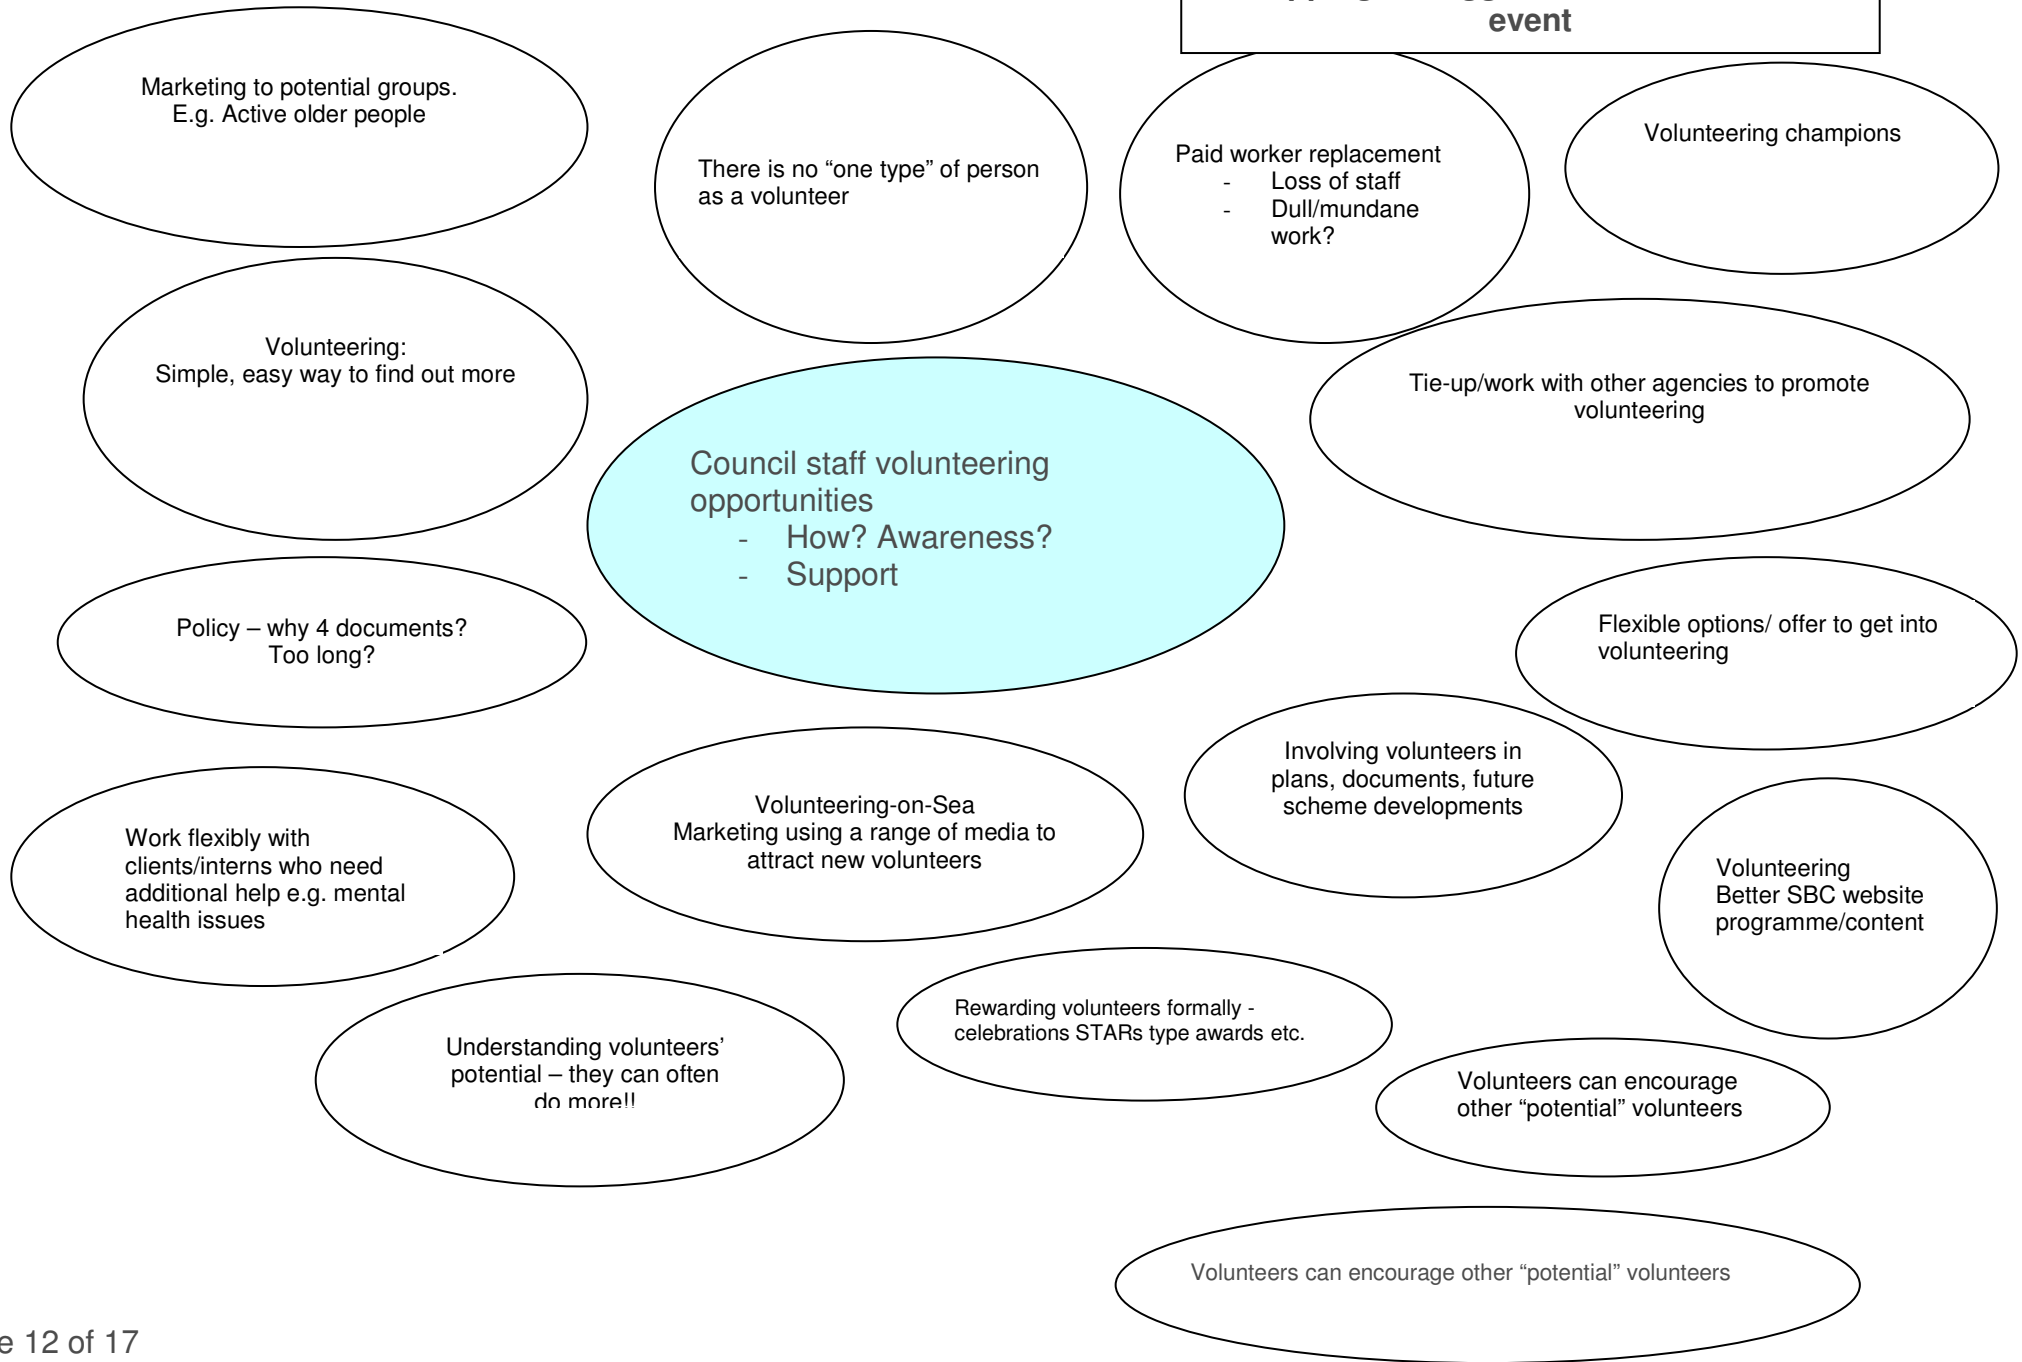 event
Marketing to potential groups.
E.g. Active older people
There is no “one type” of person
as a volunteer
Paid worker replacement
- Loss of staff
- Dull/mundane
work?
Volunteering champions
Volunteering:
Simple, easy way to find out more
Tie-up/work with other agencies to promote
volunteering
Council staff volunteering
opportunities
- How? Awareness?
- Support
Policy – why 4 documents?
Too long?
Flexible options/ offer to get into
volunteering
Involving volunteers in
plans, documents, future
scheme developments
Volunteering-on-Sea
Marketing using a range of media to
attract new volunteers
Work flexibly with
clients/interns who need
additional help e.g. mental
health issues
Volunteering
Better SBC website
programme/content
Rewarding volunteers formally -
celebrations STARs type awards etc.
Understanding volunteers’
potential – they can often
do more!!
Volunteers can encourage
other “potential” volunteers
Volunteers can encourage other “potential” volunteers
e 12 of 17